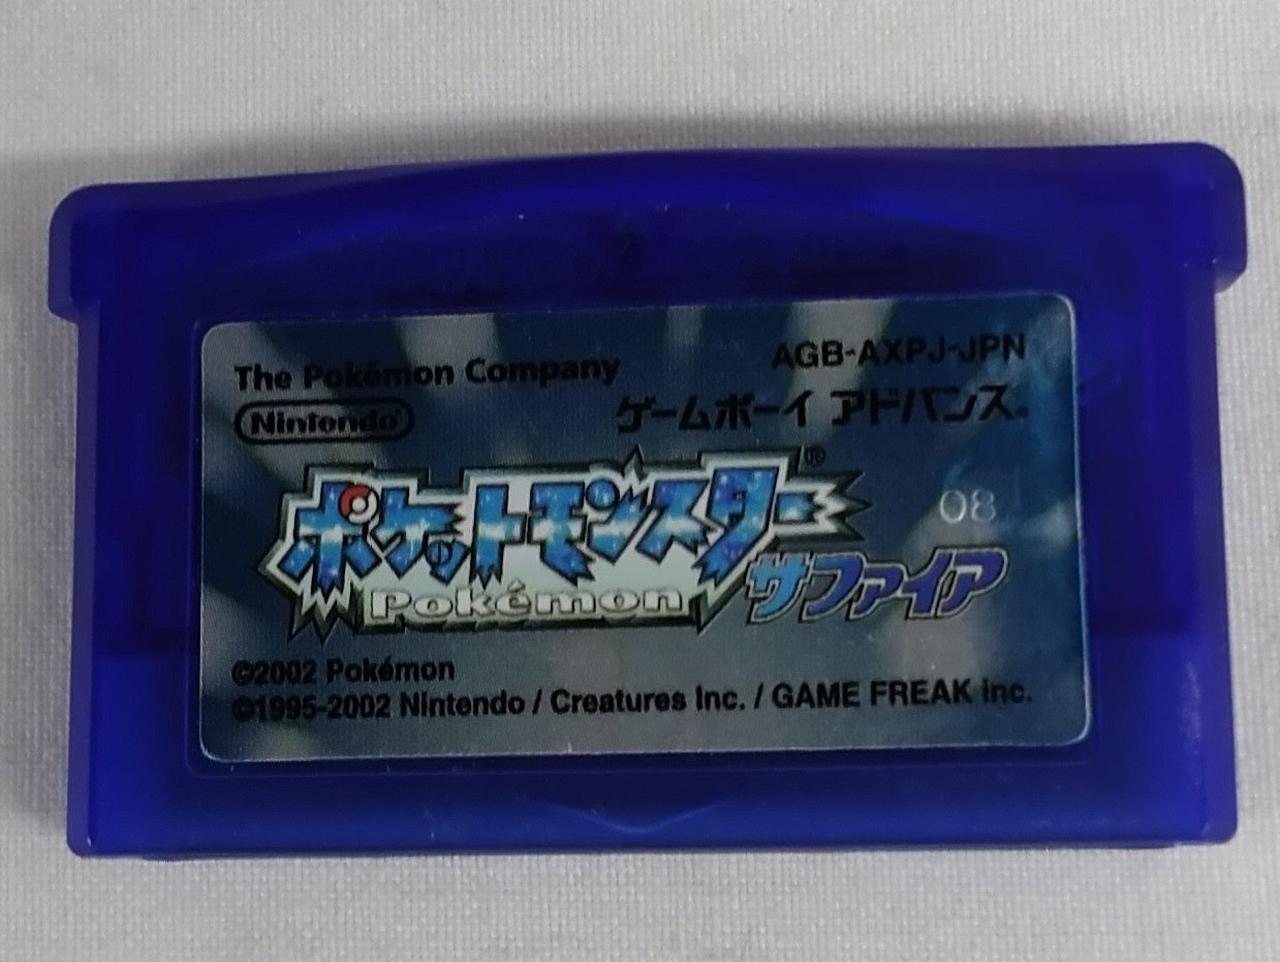 The Pokémon Company
AGB-AXPJ-JPN
Nintendo®
ゲームボーイ アドバンス®
ポケットモンスター®
08
Pokémon
サファイア
©2002 Pokémon
©1995-2002 Nintendo / Creatures Inc. / GAME FREAK inc.